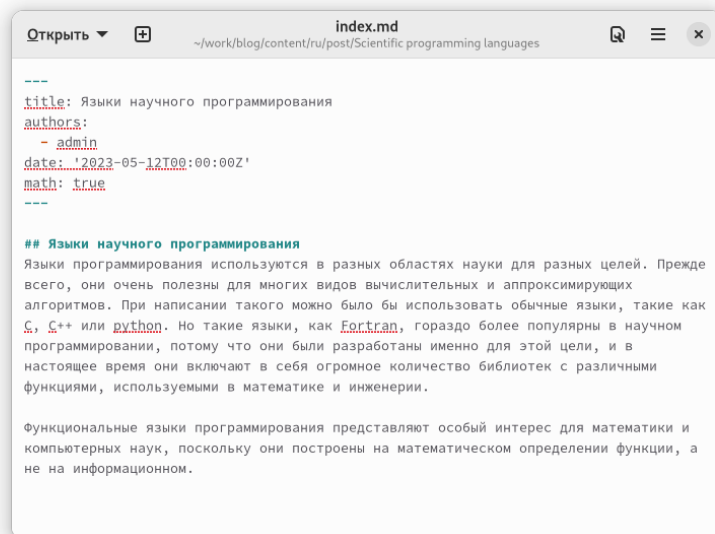 Открыть
index.md
~/work/blog/content/ru/post/Scientific programming languages
---
title: Языки научного программирования
authors:
  - admin
date: '2023-05-12T00:00:00Z'
math: true
---
## Языки научного программирования
Языки программирования используются в разных областях науки для разных целей. Прежде
всего, они очень полезны для многих видов вычислительных и аппроксимирующих
алгоритмов. При написании такого можно было бы использовать обычные языки, такие как
C, C++ или python. Но такие языки, как Fortran, гораздо более популярны в научном
программировании, потому что они были разработаны именно для этой цели, и в
настоящее время они включают в себя огромное количество библиотек с различными
функциями, используемыми в математике и инженерии.
Функциональные языки программирования представляют особый интерес для математики и
компьютерных наук, поскольку они построены на математическом определении функции, а
не на информационном.